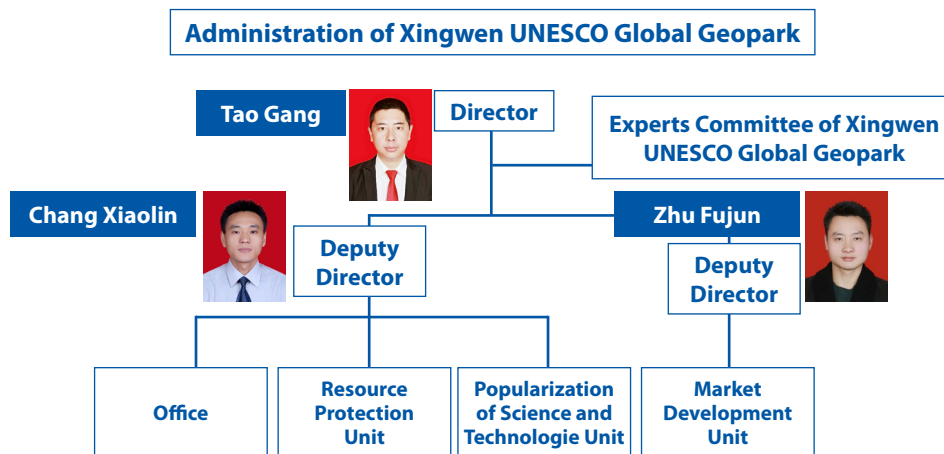 Administration of Xingwen UNESCO Global Geopark
Tao Gang
Director
Experts Committee of Xingwen
UNESCO Global Geopark
Chang Xiaolin
Deputy
Director
Zhu Fujun
Deputy
Director
Office
Resource
Protection
Unit
Popularization
of Science and
Technologie Unit
Market
Development
Unit